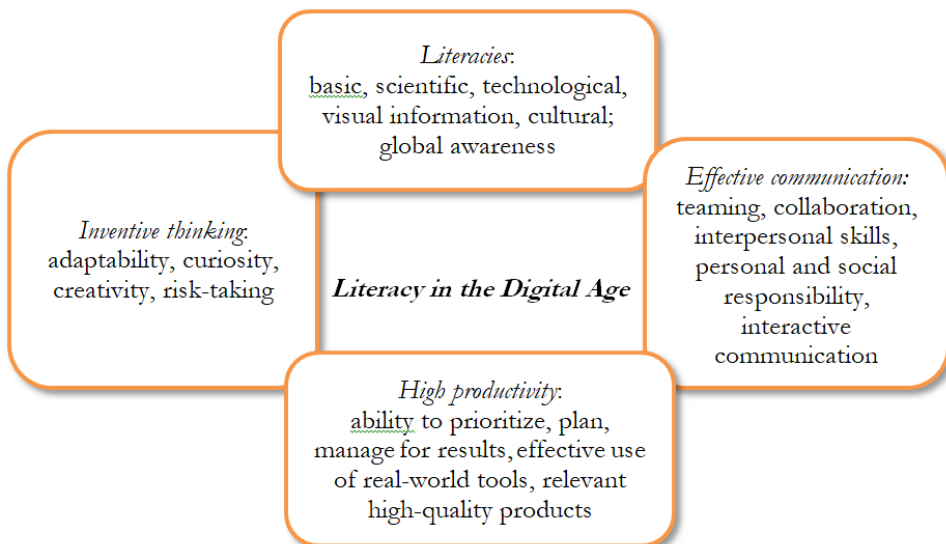 Literacies:
basic, scientific, technological,
visual information, cultural;
global awareness
Inventive thinking:
adaptability, curiosity,
creativity, risk-taking
Literacy in the Digital Age
Effective communication:
teaming, collaboration,
interpersonal skills,
personal and social
responsibility,
interactive
communication
High productivity:
ability to prioritize, plan,
manage for results, effective use
of real-world tools, relevant
high-quality products